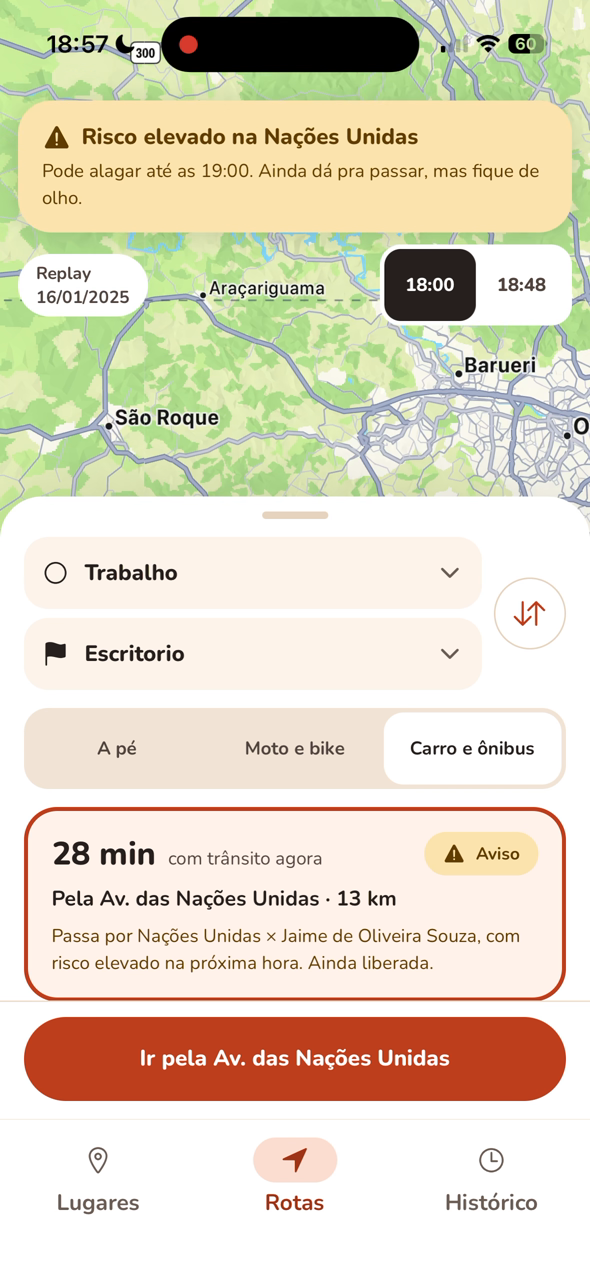 18:57
300
60
Risco elevado na Nações Unidas
Pode alagar até as 19:00. Ainda dá pra passar, mas fique de
olho.
Replay
16/01/2025
Araçariguama
18:00
18:48
Barueri
São Roque
O
Trabalho
Escritorio
A pé
Moto e bike
Carro e ônibus
28 min com trânsito agora
Aviso
Pela Av. das Nações Unidas · 13 km
Passa por Nações Unidas × Jaime de Oliveira Souza, com
risco elevado na próxima hora. Ainda liberada.
Ir pela Av. das Nações Unidas
Lugares
Rotas
Histórico